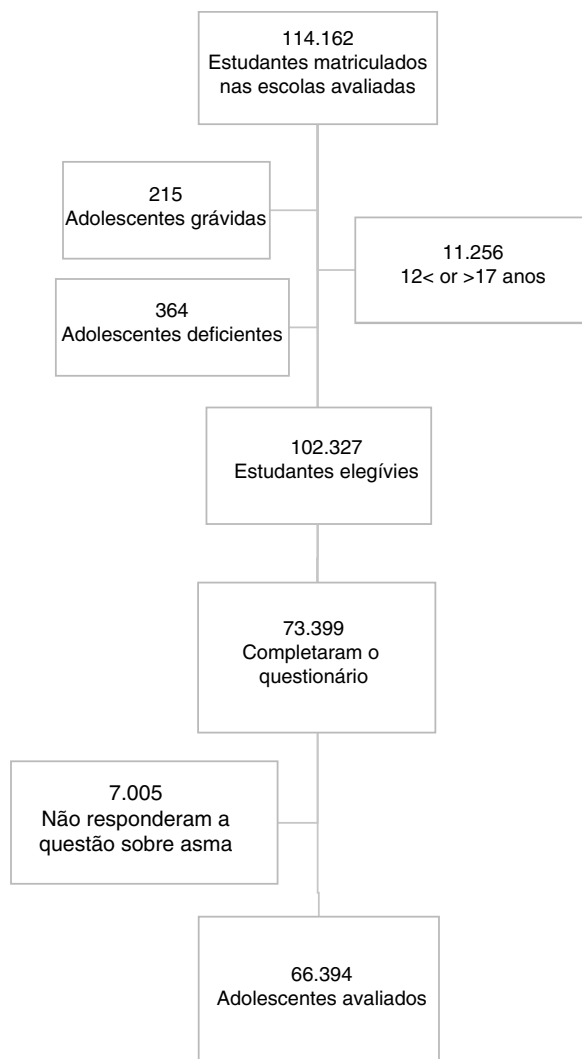 114.162
Estudantes matriculados
nas escolas avaliadas
215
Adolescentes grávidas
11.256
12< or >17 anos
364
Adolescentes deficientes
102.327
Estudantes elegívies
73.399
Completaram o
questionário
7.005
Não responderam a
questão sobre asma
66.394
Adolescentes avaliados